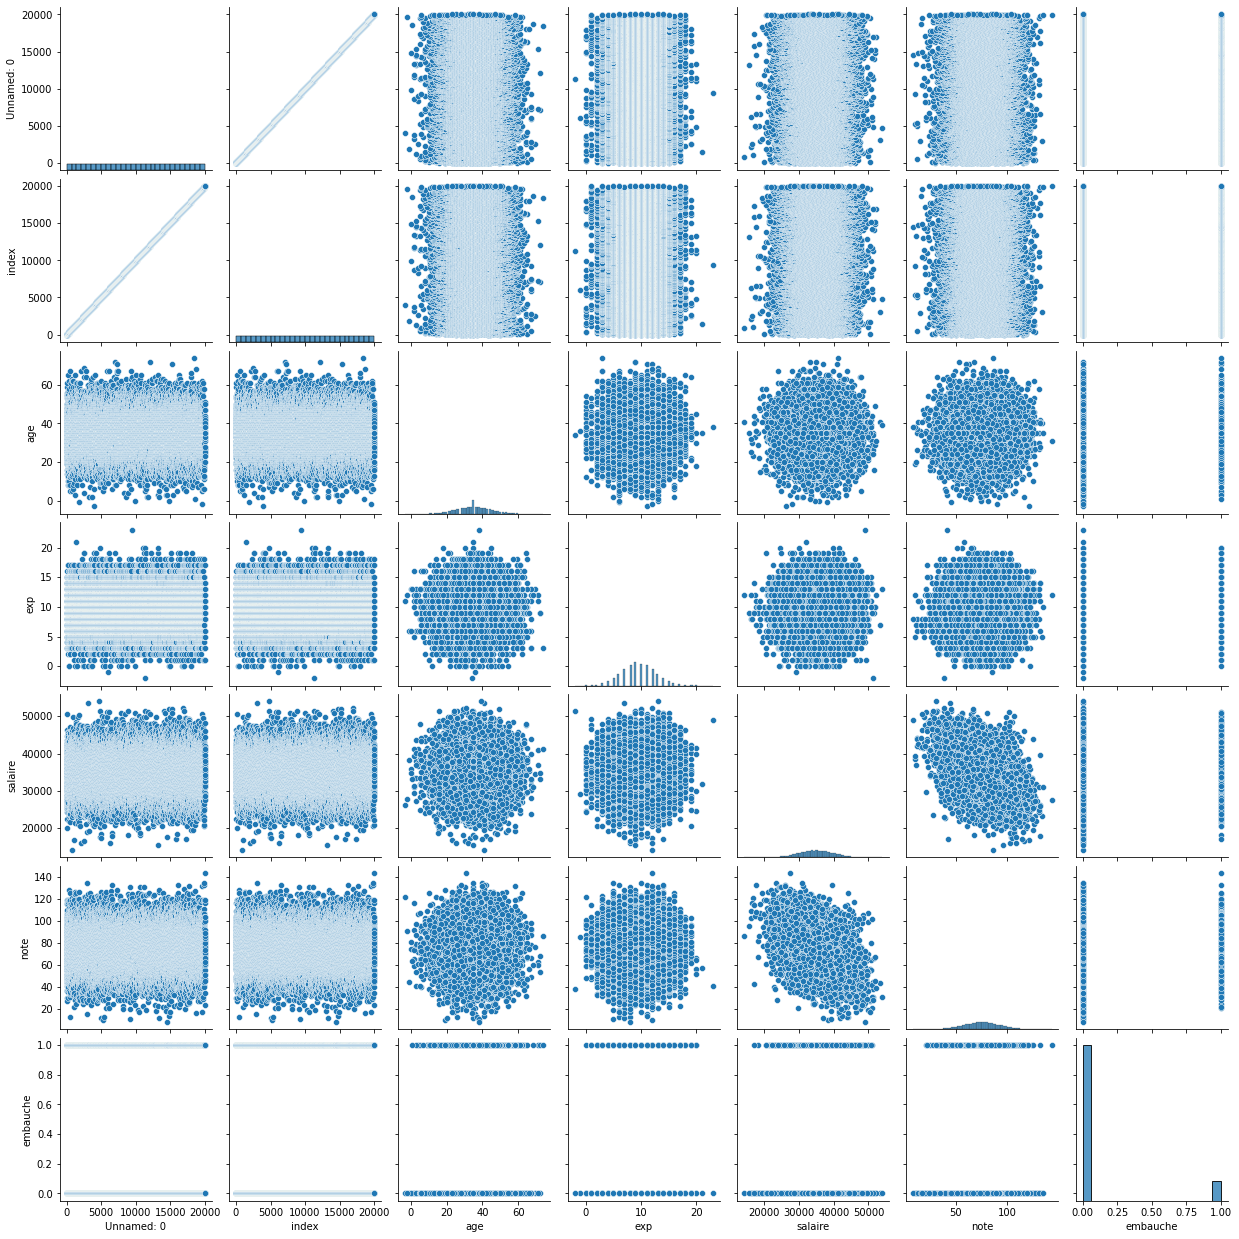 20000
15000
10000
5000
0
Unnamed: 0
20000
15000
10000
5000
0
index
60
40
20
0
age
20
15
10
5
0
exp
50000
40000
30000
20000
salaire
140
120
100
80
60
40
20
note
1.0
0.8
0.6
0.4
0.2
0.0
embauche
0 5000 10000 15000 20000
0 5000 10000 15000 20000
0 20 40 60
0 10 20
20000 30000 40000 50000
50 100
0.00 0.25 0.50 0.75 1.00
Unnamed: 0
index
age
exp
salaire
note
embauche